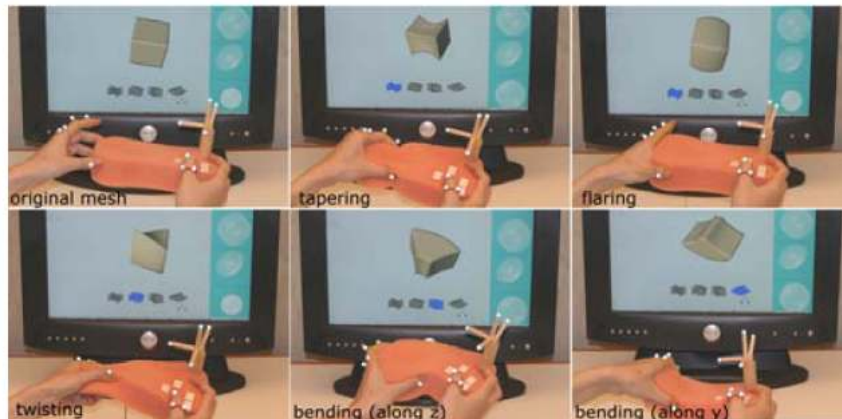 original mesh
tapering
flaring
twisting
bending (along z)
bending (along y)